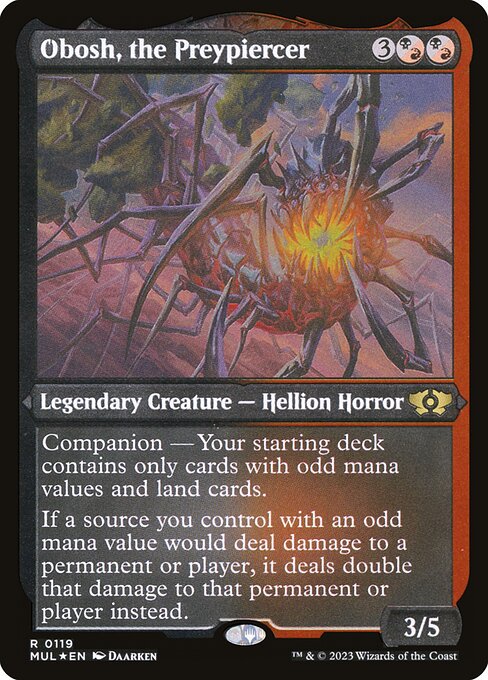 Obosh, the Preypiercer 3
Legendary Creature — Hellion Horror
Companion — Your starting deck
contains only cards with odd mana
values and land cards.
If a source you control with an odd
mana value would deal damage to a
permanent or player, it deals double
that damage to that permanent or
player instead.
3/5
R 0119
MUL★EN Daarken
™ & © 2023 Wizards of the Coast